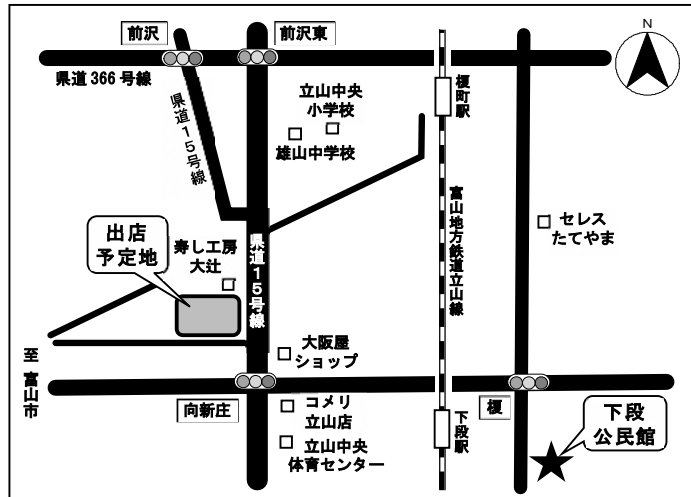 前沢
前沢東
N
県道366号線
県道15号線
立山中央
小学校
雄山中学校
榎町駅
富山地方鉄道立山線
セレス
たてやま
出店
予定地
寿し工房
大辻
県道15号線
大阪屋
ショップ
至 富山市
向新庄
コメリ
立山店
立山中央
体育センター
下段駅
榎
下段
公民館